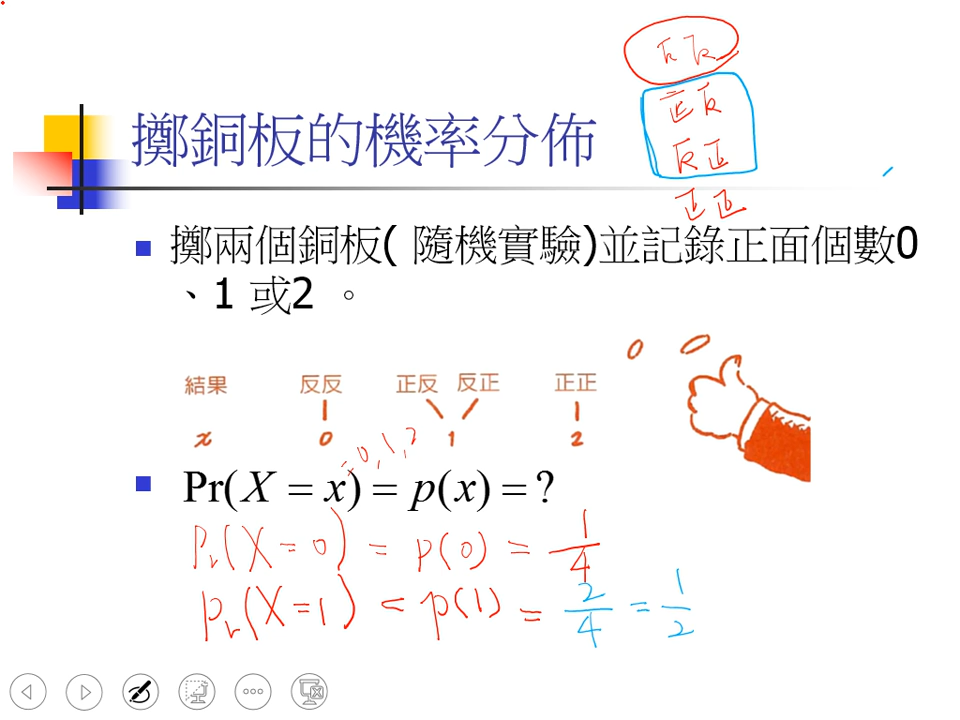 反反
正反
反正
正正
擲銅板的機率分佈
擲兩個銅板( 隨機實驗)並記錄正面個數0
、1 或2 。
結果 反反 正反 反正 正正
x 0 1 2
=0,1,2
Pr(X = x) = p(x) = ?
Pr(X=0) = p(0) = 1/4
Pr(X=1) = p(1) = 2/4 = 1/2